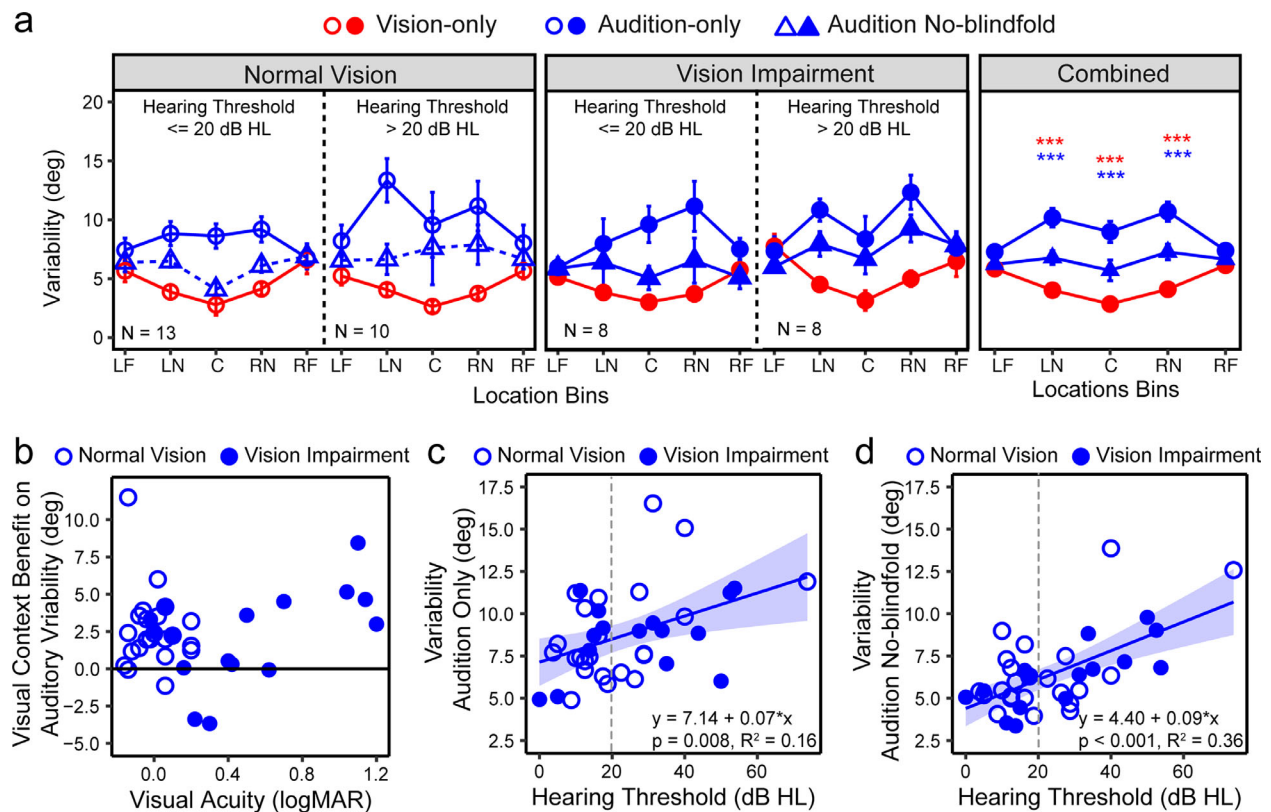 a
Vision-only Audition-only Audition No-blindfold
Normal Vision Vision Impairment Combined
Hearing Threshold Hearing Threshold Hearing Threshold Hearing Threshold
<= 20 dB HL > 20 dB HL <= 20 dB HL > 20 dB HL
Variability (deg)
20
15
10
5
0
*** *** ***
*** *** ***
N = 13 N = 10 N = 8 N = 8
LF LN C RN RF LF LN C RN RF LF LN C RN RF LF LN C RN RF LF LN C RN RF
Location Bins Locations Bins
b
Normal Vision Vision Impairment
Visual Context Benefit on
Auditory Vriability (deg)
10.0
7.5
5.0
2.5
0.0
−2.5
−5.0
0.0 0.4 0.8 1.2
Visual Acuity (logMAR)
c
Normal Vision Vision Impairment
Variability
Audition Only (deg)
17.5
15.0
12.5
10.0
7.5
5.0
2.5
y = 7.14 + 0.07*x
p = 0.008, R² = 0.16
0 20 40 60
Hearing Threshold (dB HL)
d
Normal Vision Vision Impairment
Variability
Audition No-blindfold (deg)
17.5
15.0
12.5
10.0
7.5
5.0
2.5
y = 4.40 + 0.09*x
p < 0.001, R² = 0.36
0 20 40 60
Hearing Threshold (dB HL)